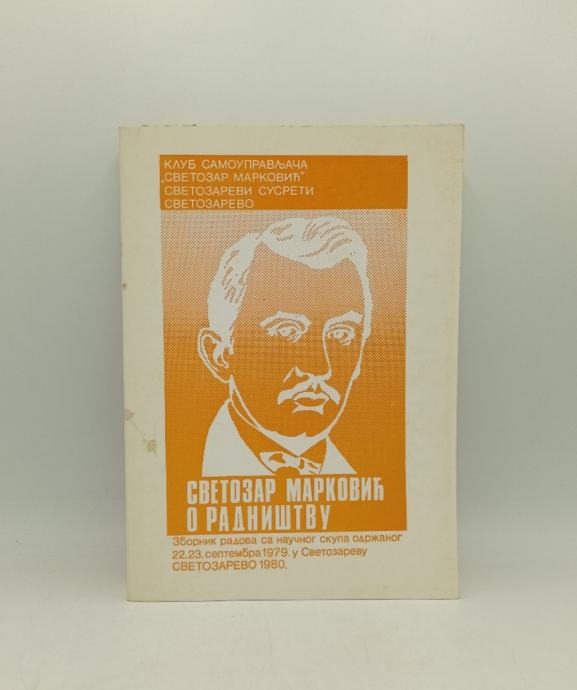 КЛУБ САМОУПРАВЉАЧА
„СВЕТОЗАР МАРКОВИЋ"
СВЕТОЗАРЕВИ СУСРЕТИ
СВЕТОЗАРЕВО
СВЕТОЗАР МАРКОВИЋ
О РАДНИШТВУ
Зборник радова са научног скупа одржаног
22.23. септембра 1979. у Светозареву
СВЕТОЗАРЕВО 1980.